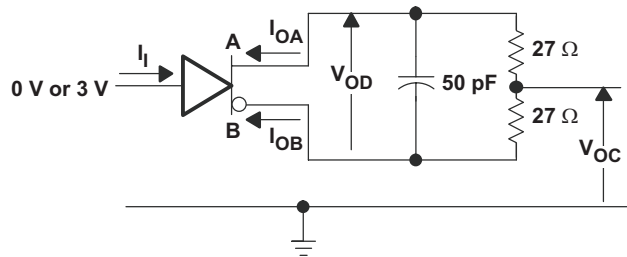 I_OA
A
I_I
0 V or 3 V
B
I_OB
V_OD
50 pF
27 Ω
27 Ω
V_OC